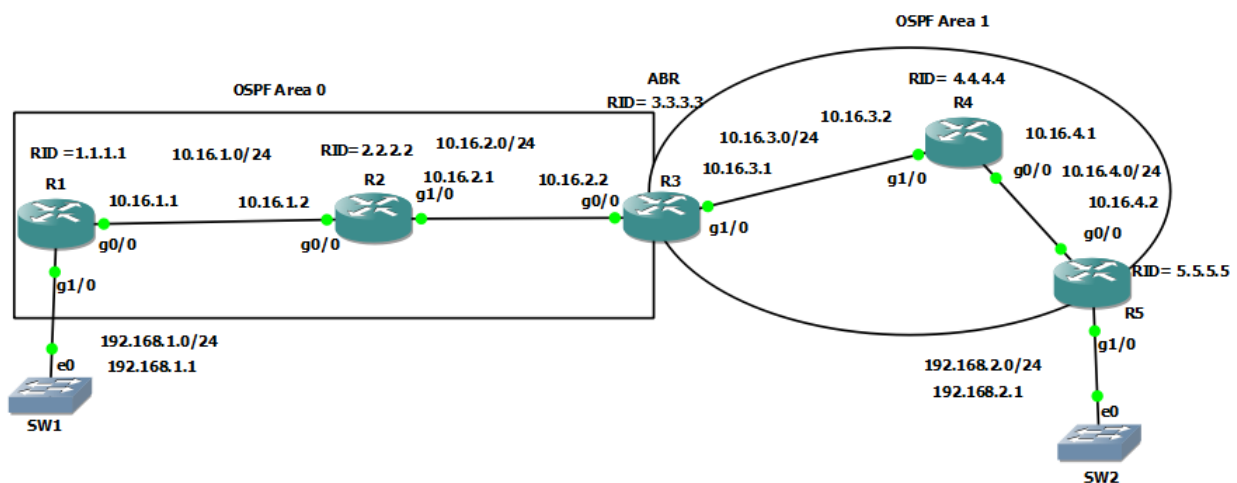 OSPF Area 1
OSPF Area 0
ABR
RID= 3.3.3.3
RID= 4.4.4.4
R4
RID =1.1.1.1
10.16.1.0/24
RID=2.2.2.2
10.16.2.0/24
10.16.3.0/24
10.16.3.2
10.16.4.1
R1
10.16.1.1
10.16.1.2
R2
10.16.2.1
g1/0
10.16.2.2
g0/0
R3
10.16.3.1
g1/0
g1/0
g0/0
10.16.4.0/24
10.16.4.2
g0/0
g0/0
g0/0
g1/0
RID= 5.5.5.5
R5
g1/0
192.168.1.0/24
192.168.1.1
e0
SW1
192.168.2.0/24
192.168.2.1
e0
SW2